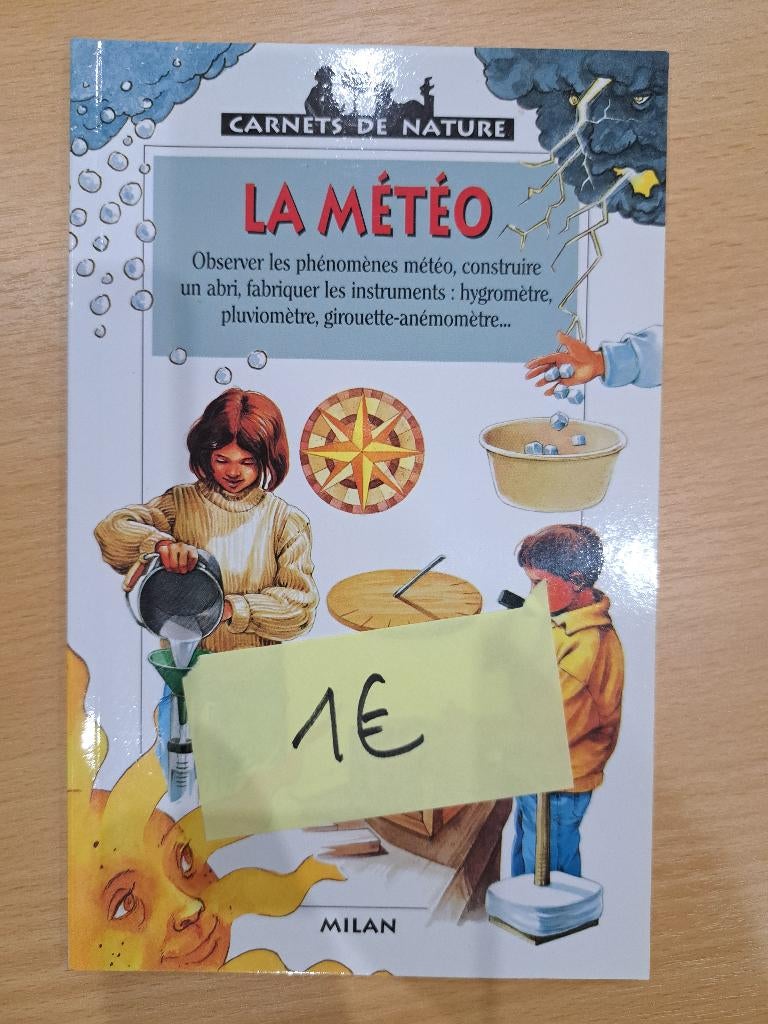 CARNETS DE NATURE
LA MÉTÉO
Observer les phénomènes météo, construire
un abri, fabriquer les instruments : hygromètre,
pluviomètre, girouette-anémomètre...
1€
MILAN